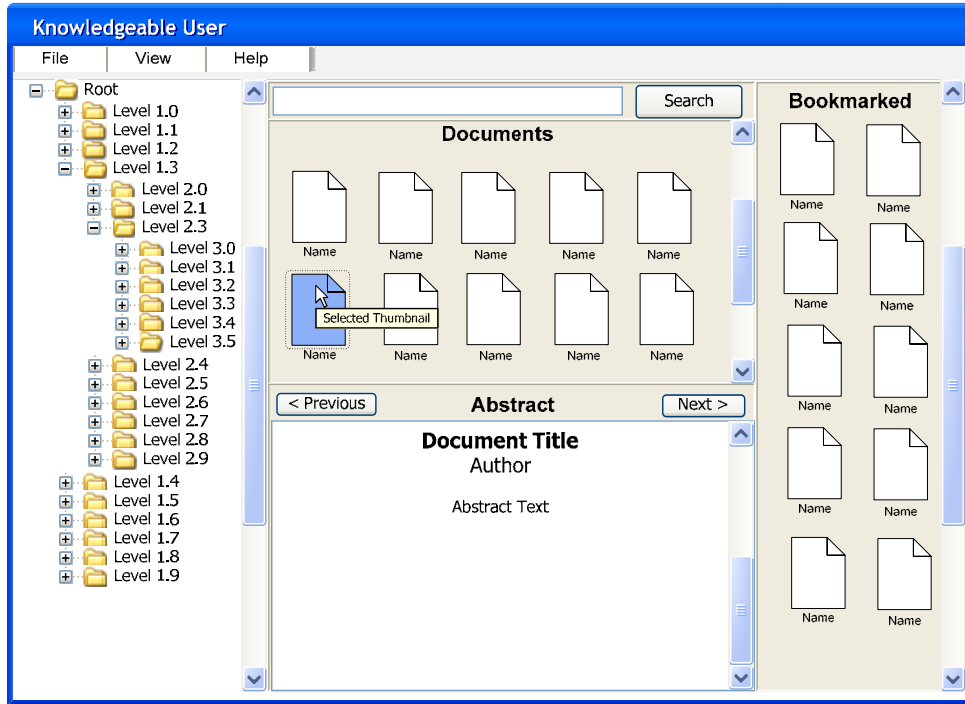 Knowledgeable User
File View Help
Root
Level 1.0
Level 1.1
Level 1.2
Level 1.3
Level 2.0
Level 2.1
Level 2.3
Level 3.0
Level 3.1
Level 3.2
Level 3.3
Level 3.4
Level 3.5
Level 2.4
Level 2.5
Level 2.6
Level 2.7
Level 2.8
Level 2.9
Level 1.4
Level 1.5
Level 1.6
Level 1.7
Level 1.8
Level 1.9
Search
Documents
Name Name Name Name Name
Selected Thumbnail
Name Name Name Name Name
< Previous Abstract Next >
Document Title
Author
Abstract Text
Bookmarked
Name Name
Name Name
Name Name
Name Name
Name Name